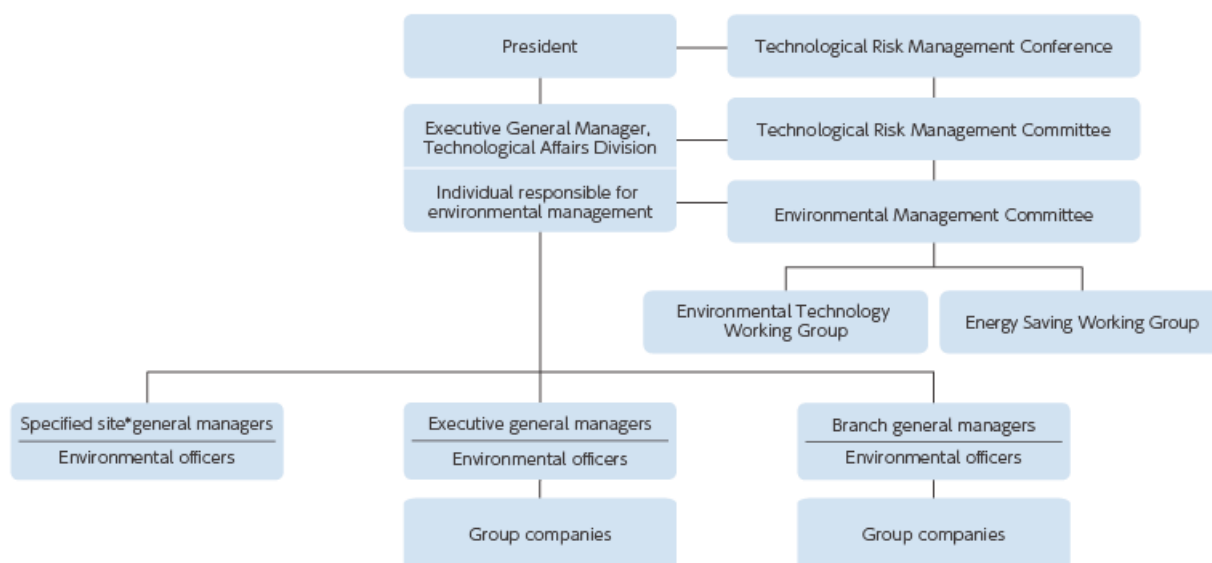 President
Technological Risk Management Conference
Executive General Manager,
Technological Affairs Division
Technological Risk Management Committee
Individual responsible for
environmental management
Environmental Management Committee
Environmental Technology
Working Group
Energy Saving Working Group
Specified site*general managers
Environmental officers
Executive general managers
Environmental officers
Branch general managers
Environmental officers
Group companies
Group companies